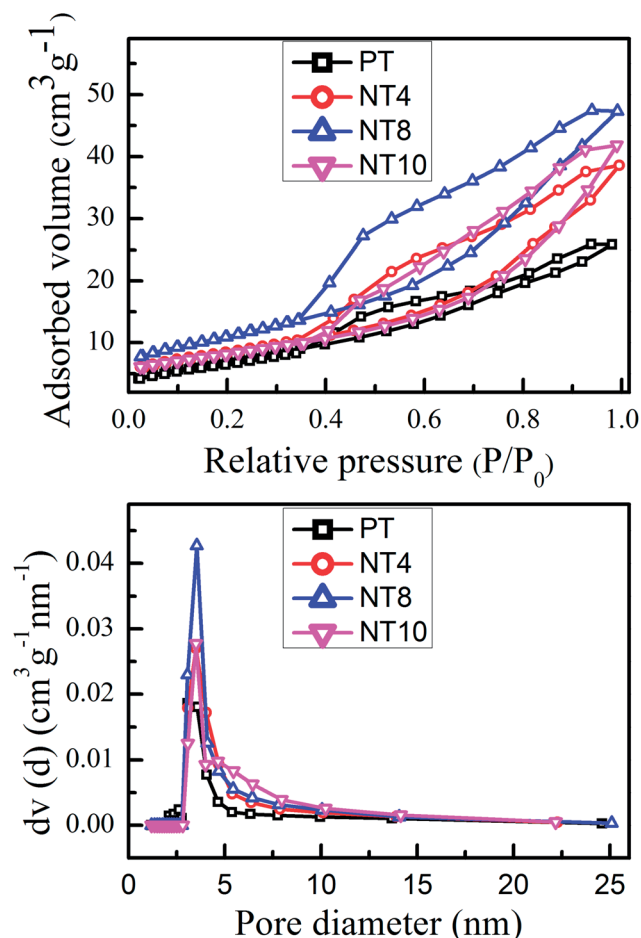 PT
NT4
NT8
NT10
50
40
30
20
10
Adsorbed volume (cm³g⁻¹)
0.0 0.2 0.4 0.6 0.8 1.0
Relative pressure (P/P₀)
PT
NT4
NT8
NT10
0.04
0.03
0.02
0.01
0.00
dv (d) (cm³g⁻¹nm⁻¹)
0 5 10 15 20 25
Pore diameter (nm)